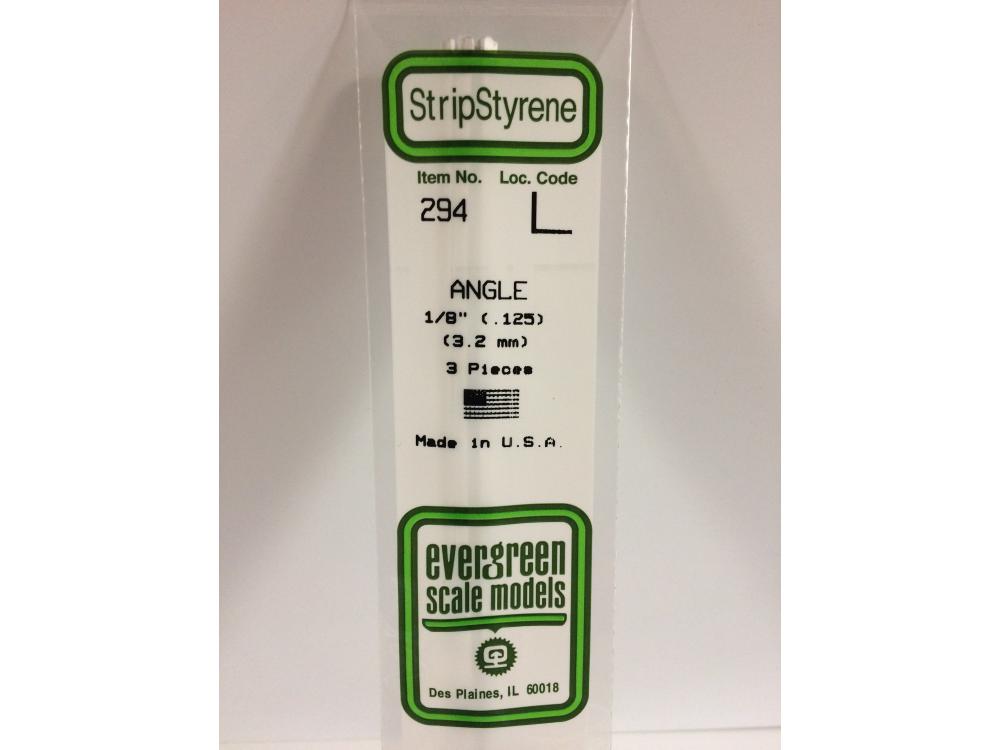 StripStyrene
Item No. Loc. Code
294 L
ANGLE
1/8" (.125)
(3.2 mm)
3 Pieces
Made in U.S.A.
evergreen
scale models
Des Plaines, IL 60018